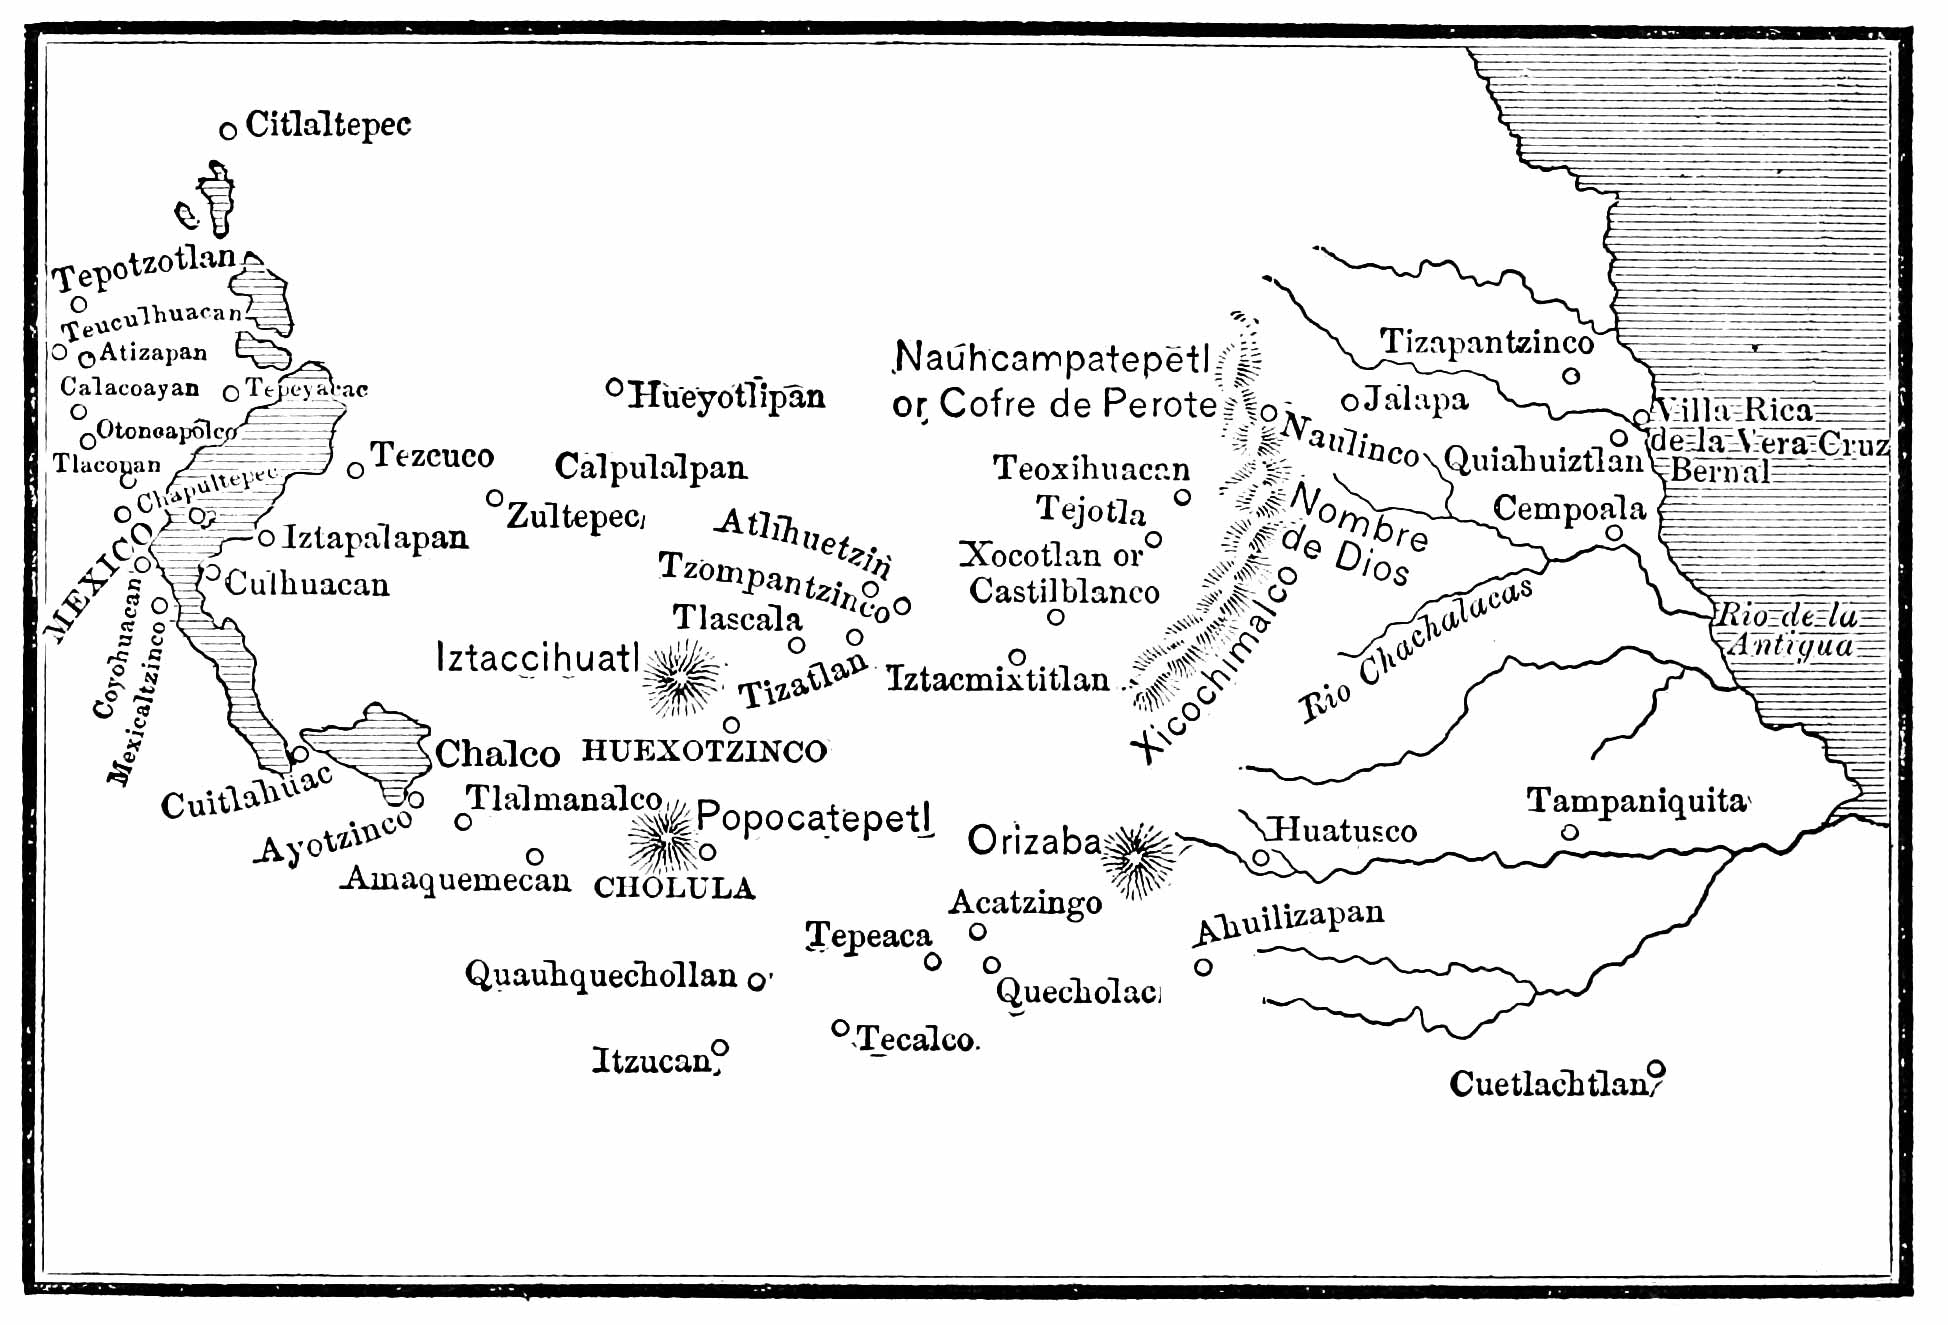 Citlaltepec
Tepotzotlan
Teuculhuacan
Atizapan
Calacoayan
Tepeyacac
Otoncapolco
Tlacopan
Chapultepec
MEXICO
Coyohuacan
Mexicaltzinco
Tezcuco
Iztapalapan
Culhuacan
Cuitlahuac
Ayotzinco
Chalco
Tlalmanalco
Amaquemecan
Hueyotlipan
Calpulalpan
Zultepec
Atlihuetzin
Tzompantzinco
Tlascala
Iztaccihuatl
Tizatlan
HUEXOTZINCO
Popocatepetl
CHOLULA
Quauhquechollan
Itzucan
Tecalco.
Tepeaca
Acatzingo
Quecholac
Orizaba
Nauhcampatepetl
or Cofre de Perote
Teoxihuacan
Tejotla
Xocotlan or
Castilblanco
Iztacmixtitlan
Xicochimalco
Nombre
de Dios
Naulinco
Jalapa
Tizapantzinco
Quiahuiztlan
Villa Rica
de la Vera Cruz
Bernal
Cempoala
Rio Chachalacas
Rio de la
Antigua
Huatusco
Tampaniquita
Ahuilizapan
Cuetlachtlan